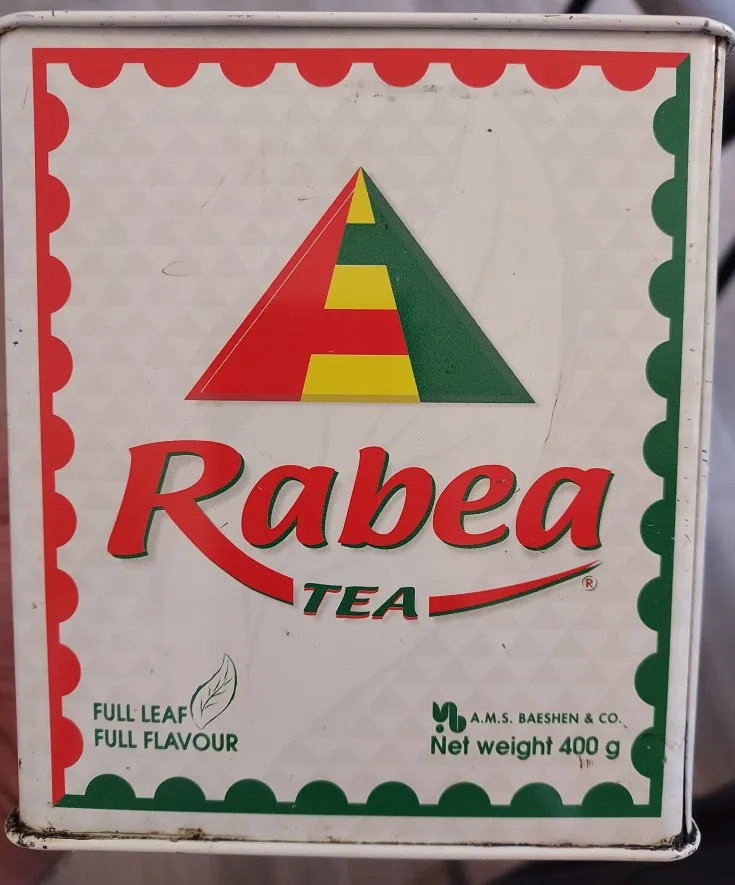 Rabea
TEA ®
FULL LEAF
FULL FLAVOUR
A.M.S. BAESHEN & CO.
Net weight 400 g